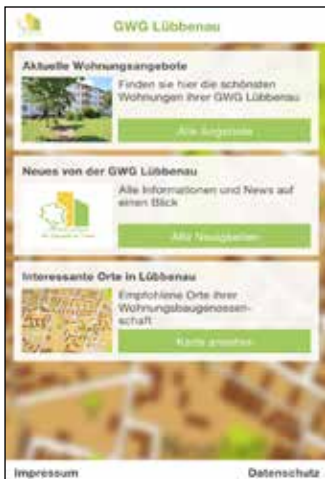 GWG Lübbenau
Aktuelle Wohnungsangebote
Finden sie hier die schönsten
Wohnungen ihrer GWG Lübbenau
Alle Angebote
Neues von der GWG Lübbenau
Alle Informationen und News auf
einen Blick
Alle Neuigkeiten
Interessante Orte in Lübbenau
Empfohlene Orte ihrer
Wohnungsbaugenossen-
schaft
Karte ansehen
Impressum
Datenschutz